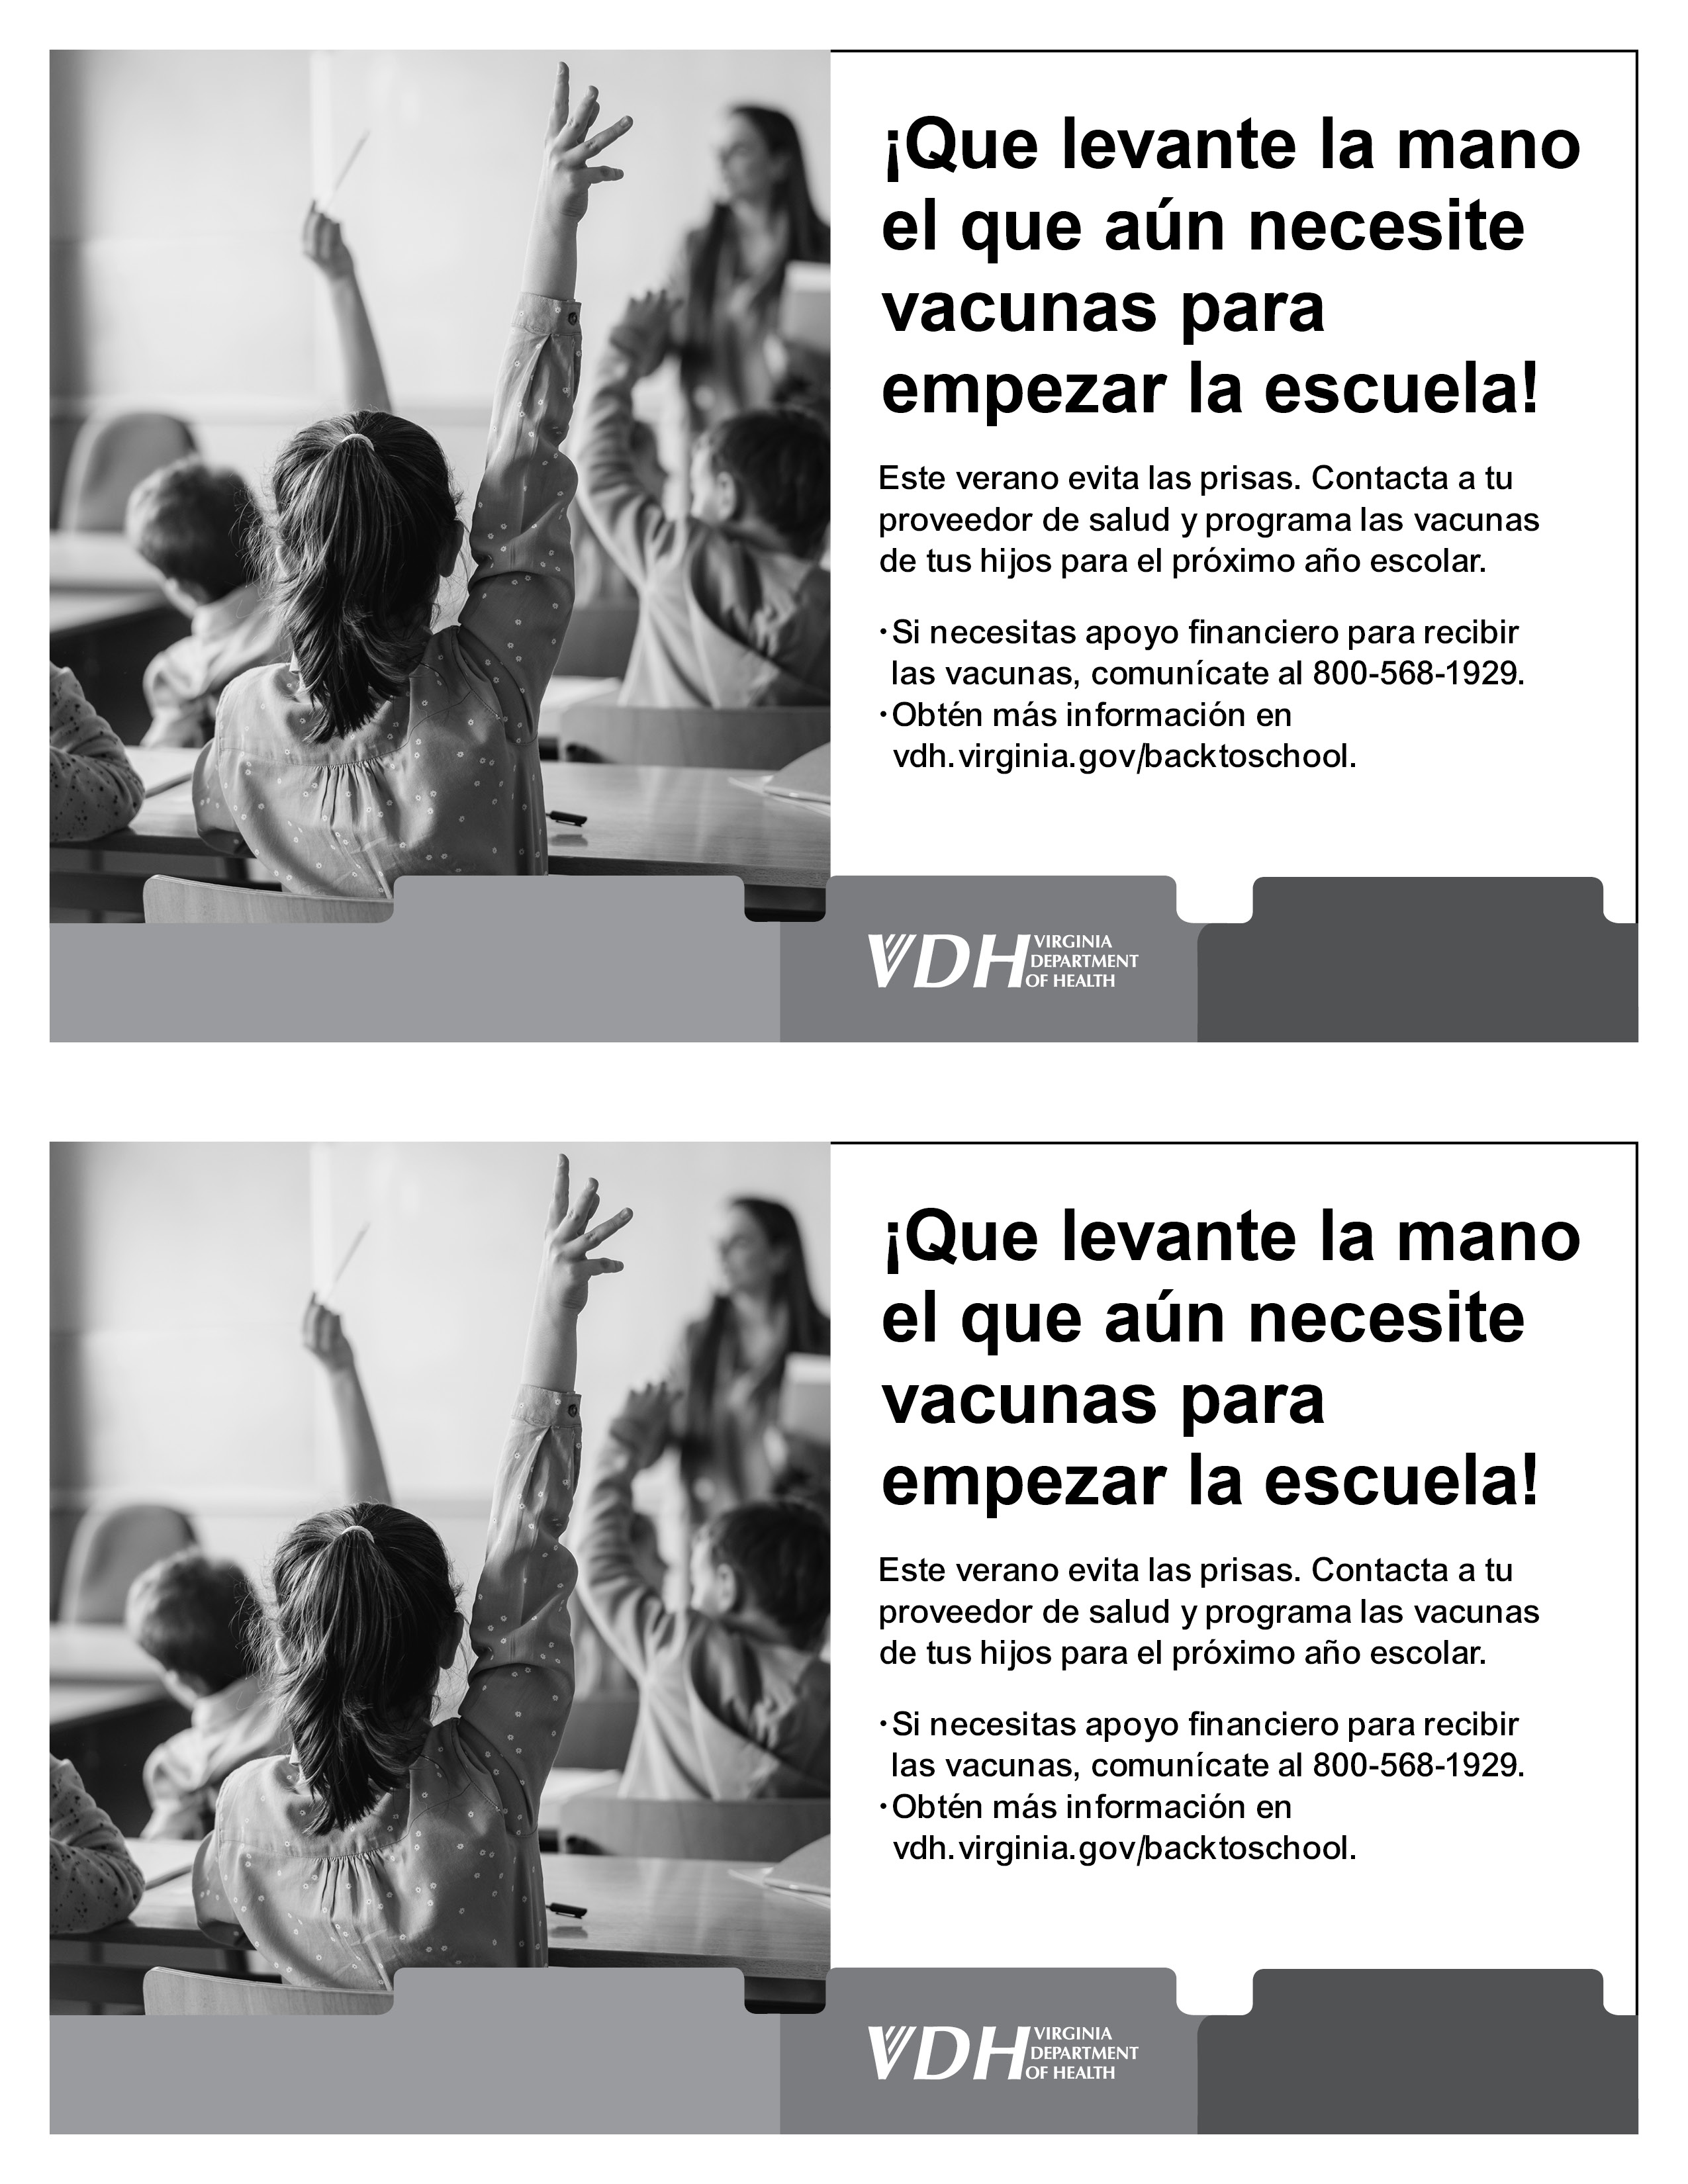 ¡Que levante la mano
el que aún necesite
vacunas para
empezar la escuela!
Este verano evita las prisas. Contacta a tu
proveedor de salud y programa las vacunas
de tus hijos para el próximo año escolar.
• Si necesitas apoyo financiero para recibir
las vacunas, comunícate al 800-568-1929.
• Obtén más información en
vdh.virginia.gov/backtoschool.
VDH VIRGINIA
DEPARTMENT
OF HEALTH
¡Que levante la mano
el que aún necesite
vacunas para
empezar la escuela!
Este verano evita las prisas. Contacta a tu
proveedor de salud y programa las vacunas
de tus hijos para el próximo año escolar.
• Si necesitas apoyo financiero para recibir
las vacunas, comunícate al 800-568-1929.
• Obtén más información en
vdh.virginia.gov/backtoschool.
VDH VIRGINIA
DEPARTMENT
OF HEALTH